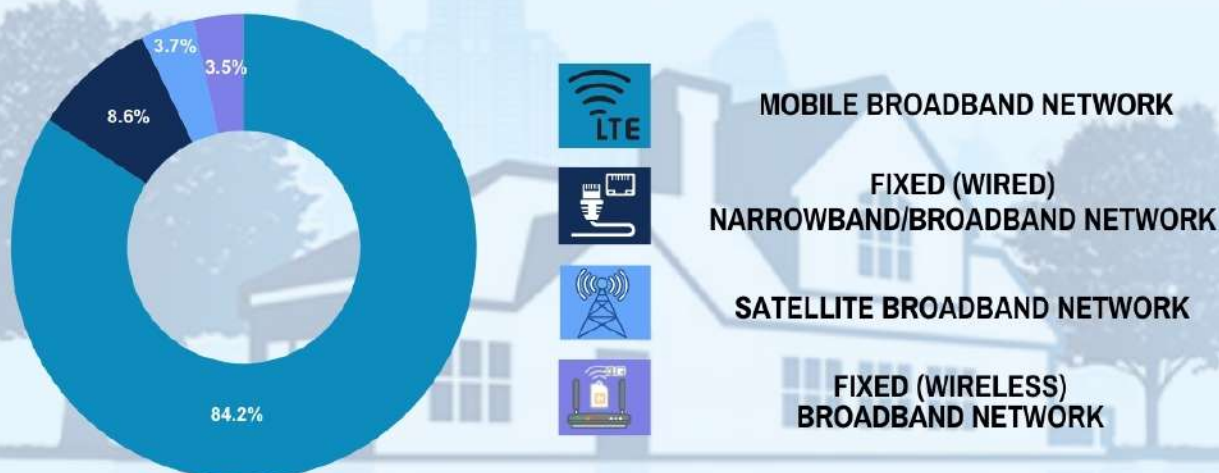 3.7%
3.5%
8.6%
84.2%
LTE
MOBILE BROADBAND NETWORK
FIXED (WIRED)
NARROWBAND/BROADBAND NETWORK
SATELLITE BROADBAND NETWORK
FIXED (WIRELESS)
BROADBAND NETWORK